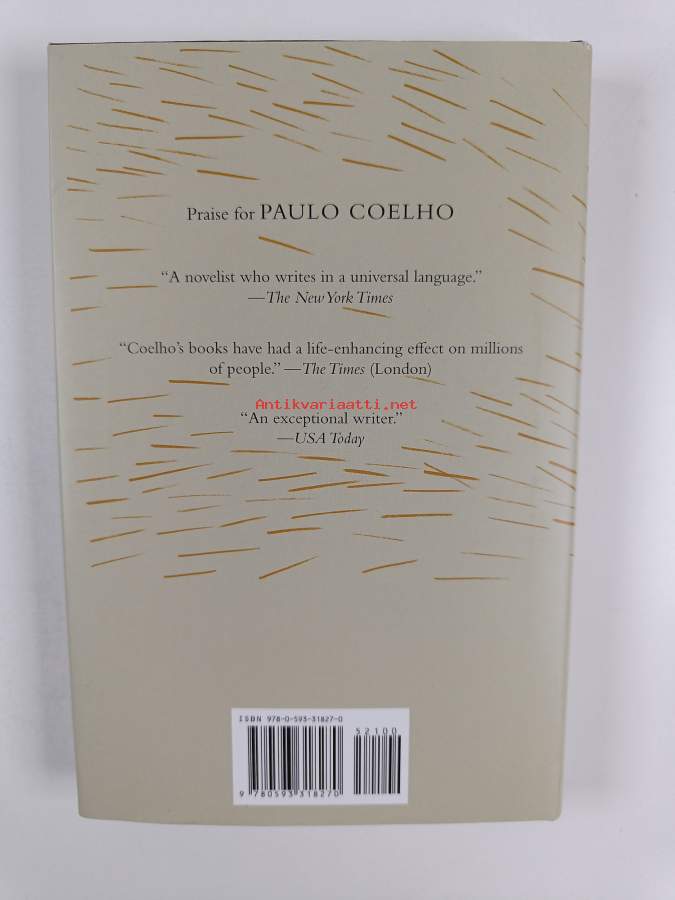 Praise for PAULO COELHO
“A novelist who writes in a universal language.”
—The New York Times
“Coelho’s books have had a life-enhancing effect on millions
of people.” —The Times (London)
Antikvariaatti.net
“An exceptional writer.”
—USA Today
ISBN 978-0-593-31827-0
52100
9 780593 318270